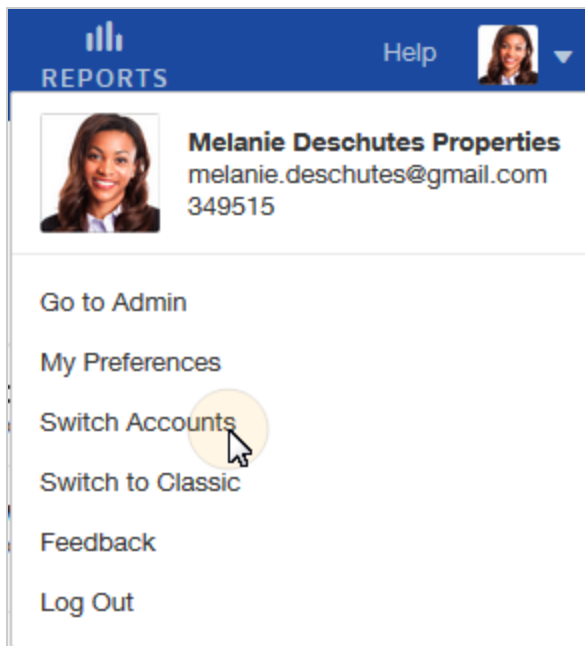 REPORTS
Help
Melanie Deschutes Properties
melanie.deschutes@gmail.com
349515
Go to Admin
My Preferences
Switch Accounts
Switch to Classic
Feedback
Log Out